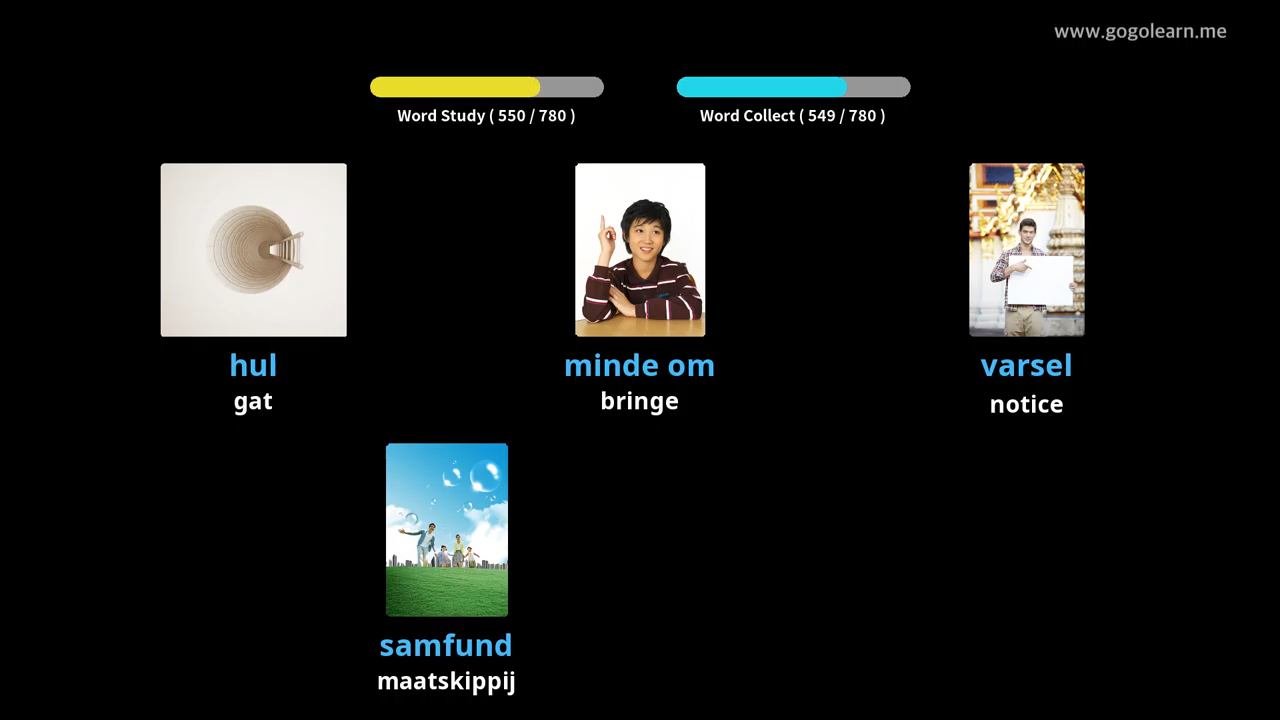 www.gogolearn.me
Word Study ( 550 / 780 )
Word Collect ( 549 / 780 )
hul
gat
minde om
bringe
varsel
notice
samfund
maatskippij